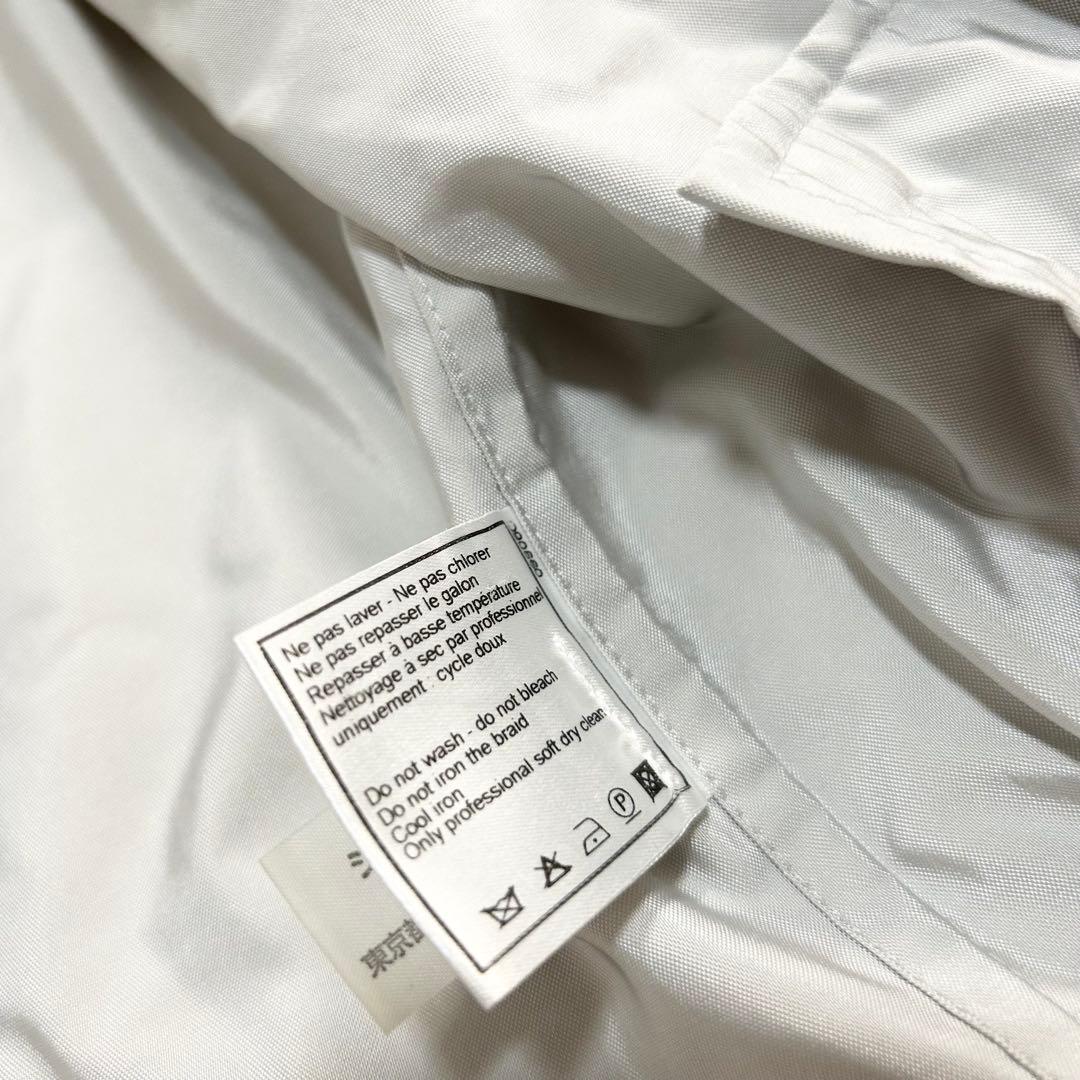 Ne pas laver - Ne pas chlorer
Ne pas repasser le galon
Repasser à basse température
Nettoyage à sec par professionnel
uniquement : cycle doux
Do not wash - do not bleach
Do not iron the braid
Cool iron
Only professional soft dry clean
P
東京都